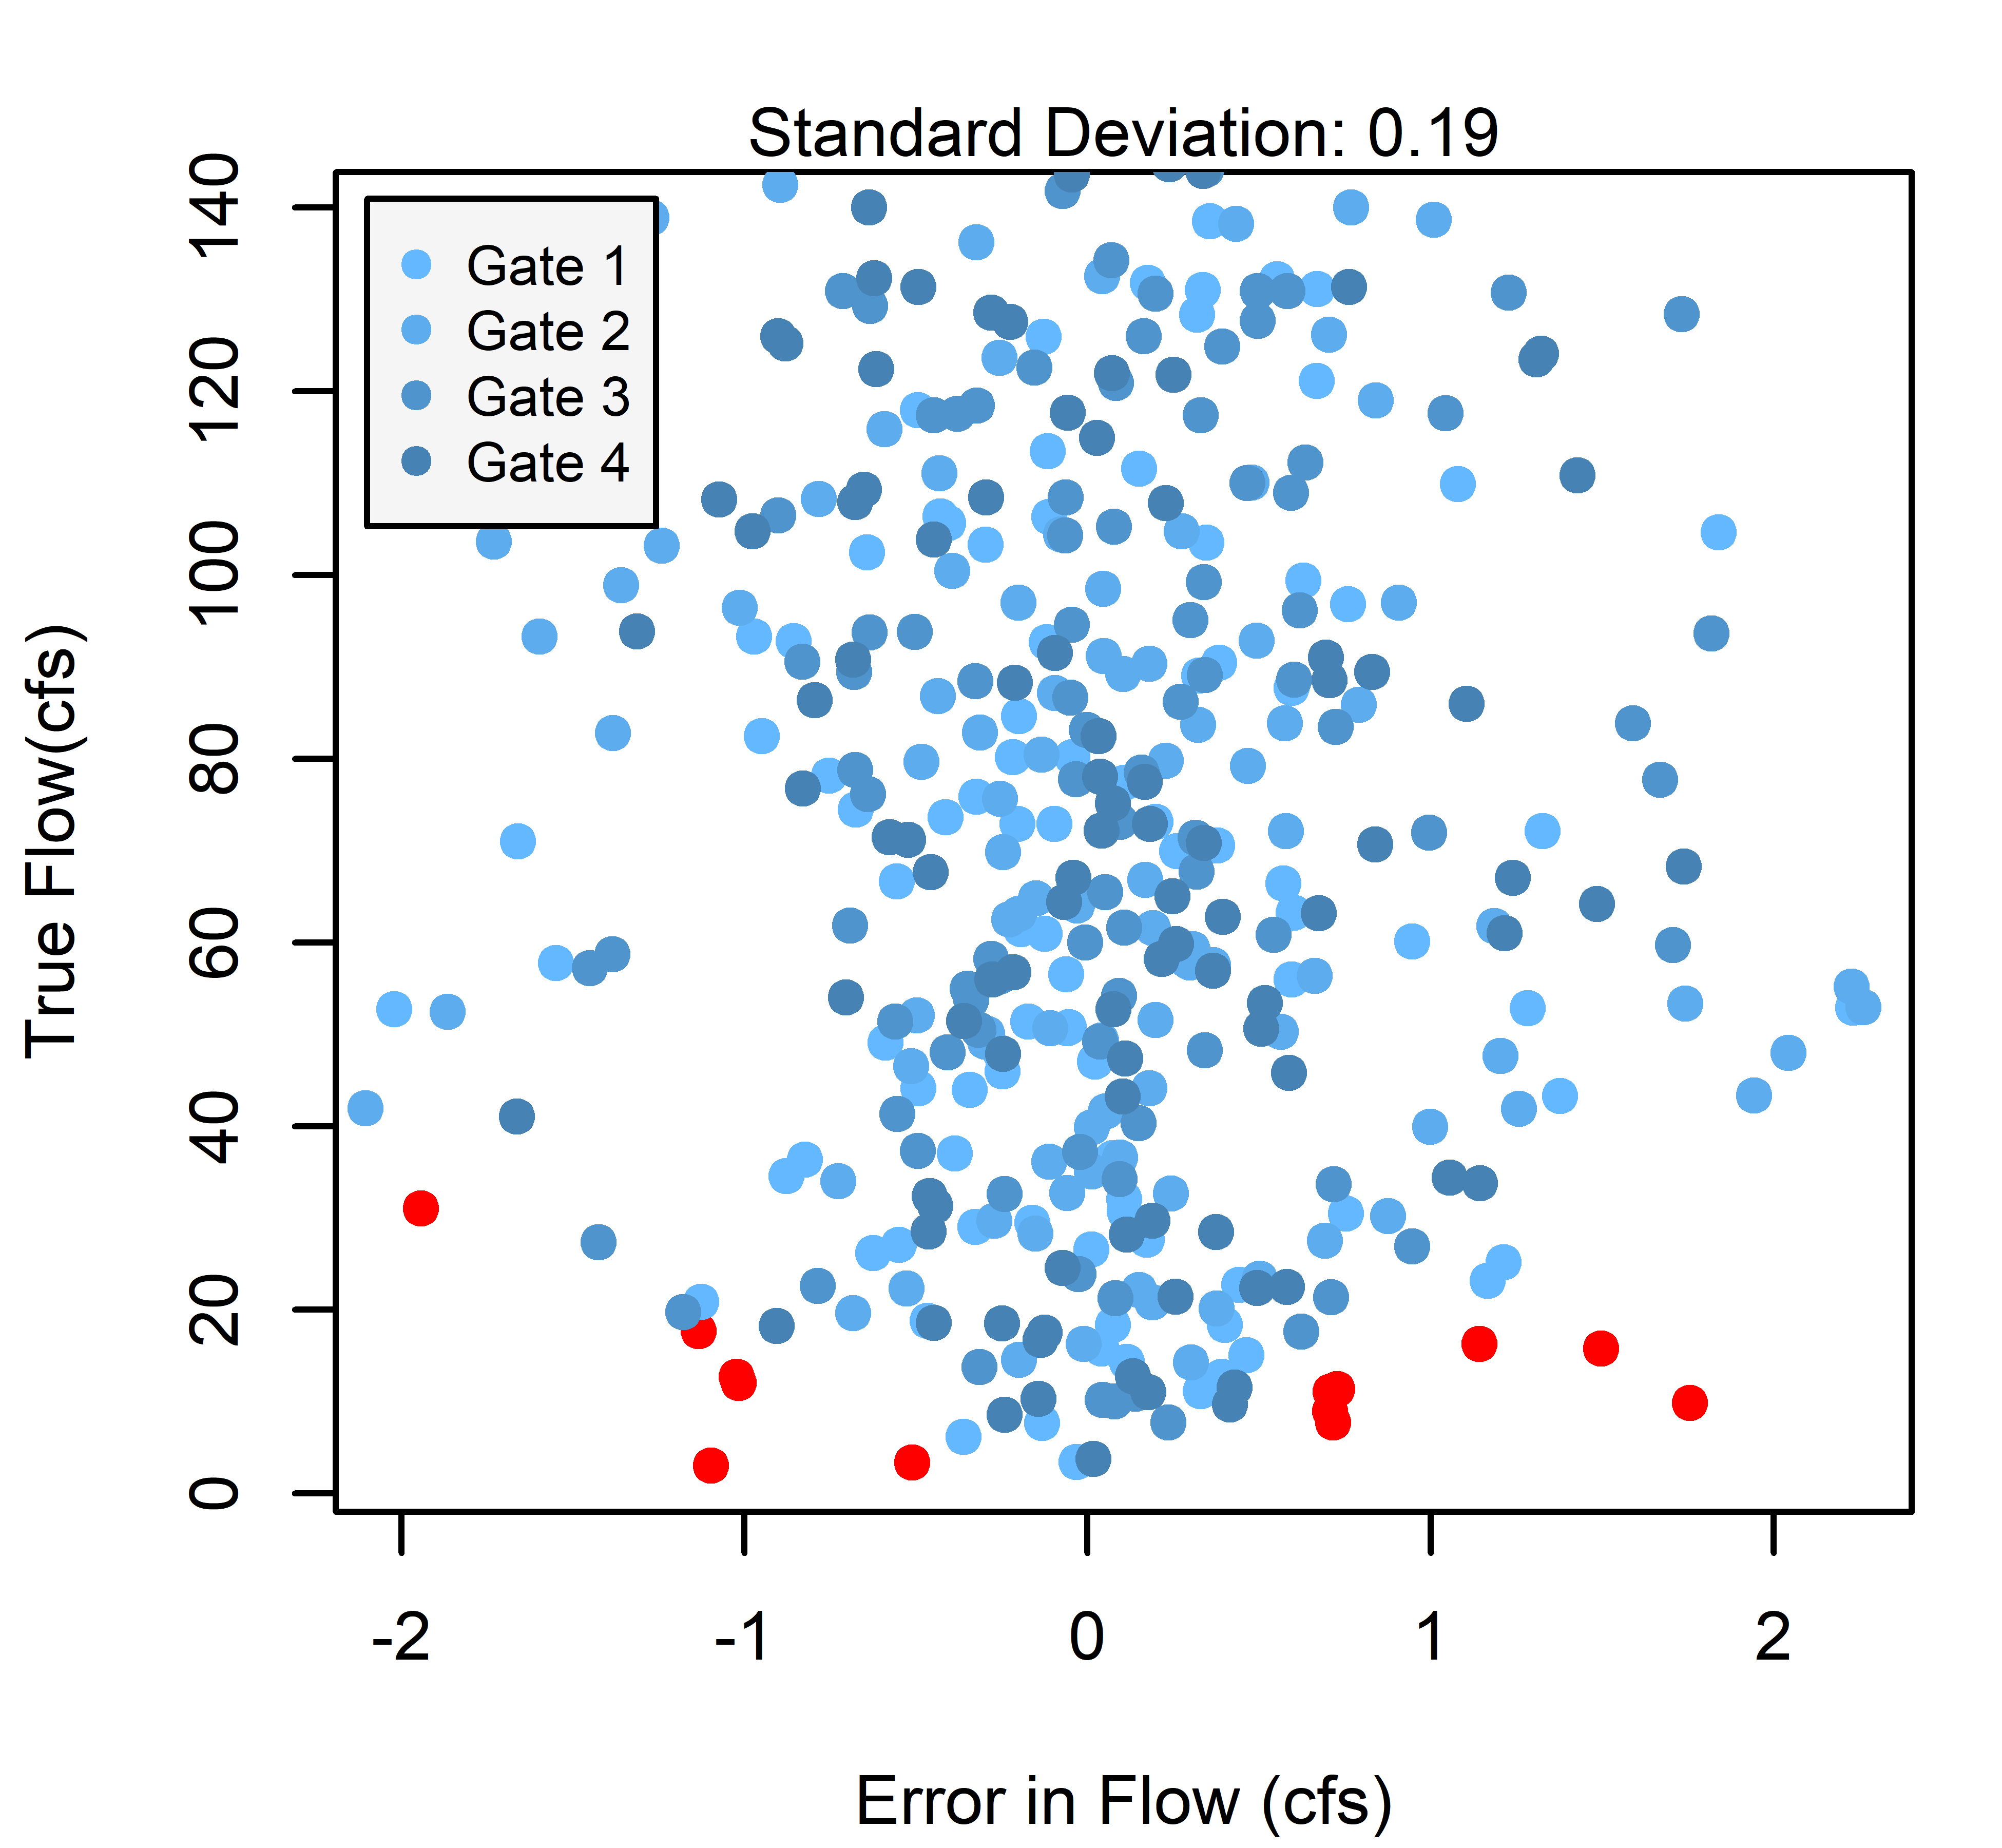 Standard Deviation: 0.19
Gate 1
Gate 2
Gate 3
Gate 4
True Flow(cfs)
140
120
100
80
60
40
20
0
-2 -1 0 1 2
Error in Flow (cfs)